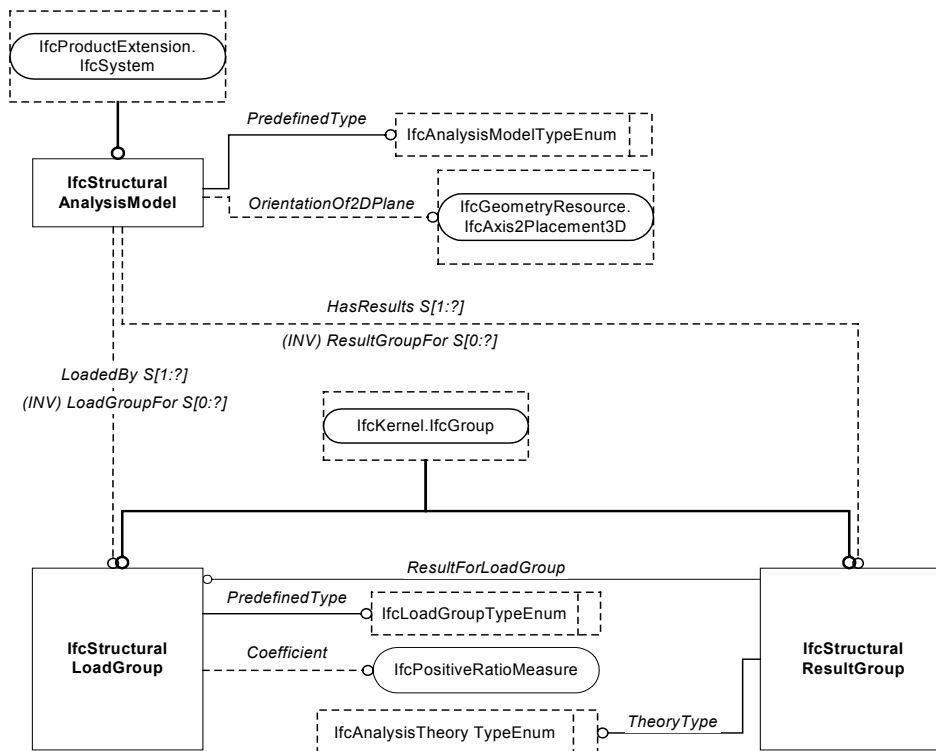 IfcProductExtension.
IfcSystem
PredefinedType
IfcAnalysisModelTypeEnum
IfcStructural
AnalysisModel
OrientationOf2DPlane
IfcGeometryResource.
IfcAxis2Placement3D
HasResults S[1:?]
(INV) ResultGroupFor S[0:?]
LoadedBy S[1:?]
(INV) LoadGroupFor S[0:?]
IfcKernel.IfcGroup
ResultForLoadGroup
PredefinedType
IfcLoadGroupTypeEnum
IfcStructural
LoadGroup
Coefficient
IfcPositiveRatioMeasure
IfcStructural
ResultGroup
IfcAnalysisTheory TypeEnum
TheoryType